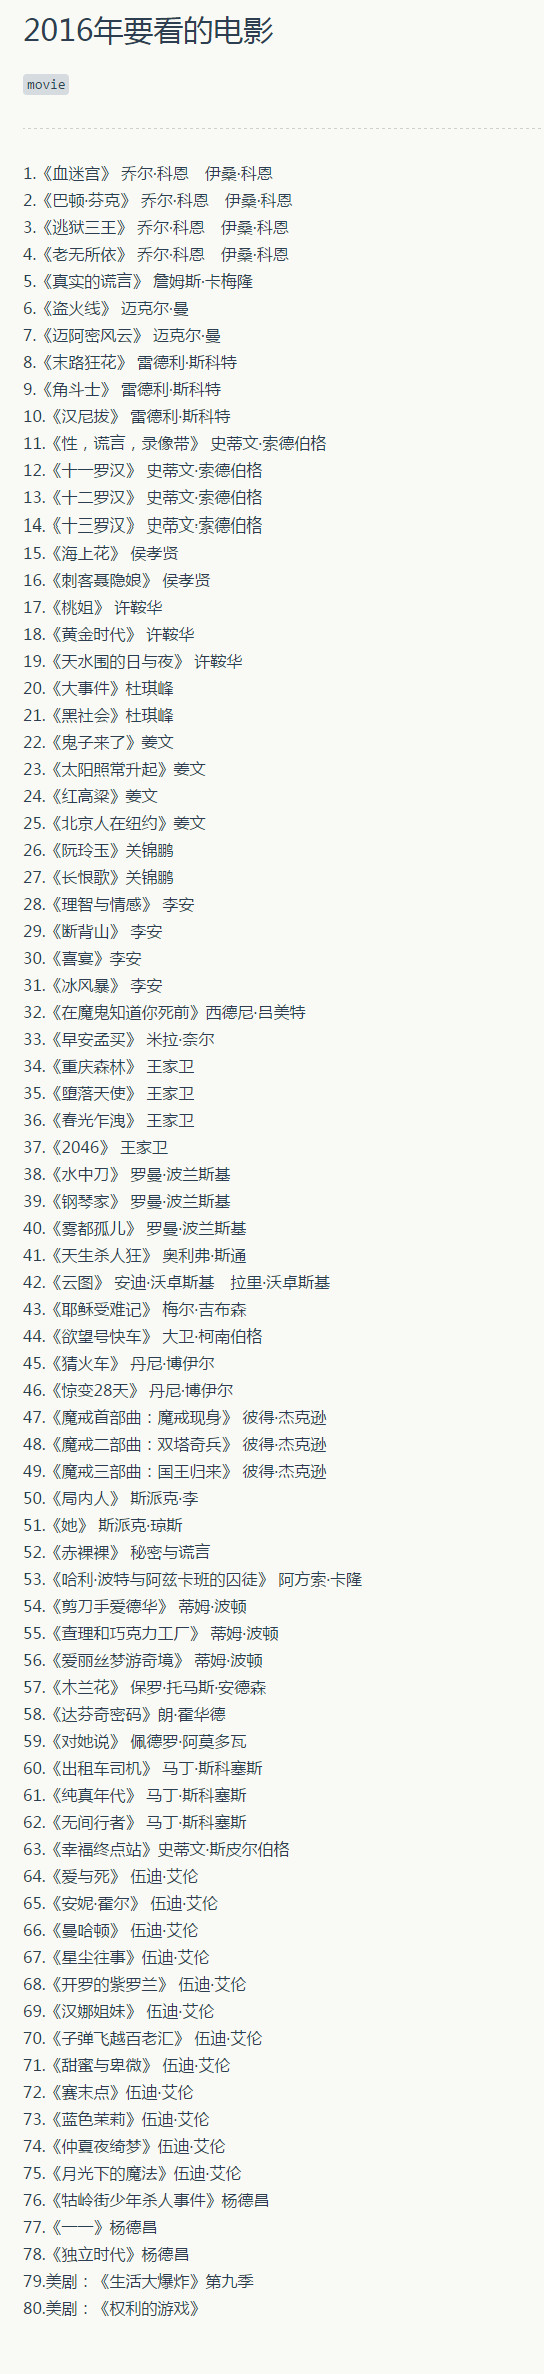 2016年要看的电影
movie
1.《血迷宫》 乔尔·科恩　伊桑·科恩
2.《巴顿·芬克》 乔尔·科恩　伊桑·科恩
3.《逃狱三王》 乔尔·科恩　伊桑·科恩
4.《老无所依》 乔尔·科恩　伊桑·科恩
5.《真实的谎言》 詹姆斯·卡梅隆
6.《盗火线》 迈克尔·曼
7.《迈阿密风云》 迈克尔·曼
8.《末路狂花》 雷德利·斯科特
9.《角斗士》 雷德利·斯科特
10.《汉尼拔》 雷德利·斯科特
11.《性，谎言，录像带》 史蒂文·索德伯格
12.《十一罗汉》 史蒂文·索德伯格
13.《十二罗汉》 史蒂文·索德伯格
14.《十三罗汉》 史蒂文·索德伯格
15.《海上花》 侯孝贤
16.《刺客聂隐娘》 侯孝贤
17.《桃姐》 许鞍华
18.《黄金时代》 许鞍华
19.《天水围的日与夜》 许鞍华
20.《大事件》杜琪峰
21.《黑社会》杜琪峰
22.《鬼子来了》姜文
23.《太阳照常升起》姜文
24.《红高粱》姜文
25.《北京人在纽约》姜文
26.《阮玲玉》关锦鹏
27.《长恨歌》关锦鹏
28.《理智与情感》 李安
29.《断背山》 李安
30.《喜宴》李安
31.《冰风暴》 李安
32.《在魔鬼知道你死前》西德尼·吕美特
33.《早安孟买》 米拉·奈尔
34.《重庆森林》 王家卫
35.《堕落天使》 王家卫
36.《春光乍洩》 王家卫
37.《2046》 王家卫
38.《水中刀》 罗曼·波兰斯基
39.《钢琴家》 罗曼·波兰斯基
40.《雾都孤儿》 罗曼·波兰斯基
41.《天生杀人狂》 奥利弗·斯通
42.《云图》 安迪·沃卓斯基　拉里·沃卓斯基
43.《耶稣受难记》 梅尔·吉布森
44.《欲望号快车》 大卫·柯南伯格
45.《猜火车》 丹尼·博伊尔
46.《惊变28天》 丹尼·博伊尔
47.《魔戒首部曲：魔戒现身》 彼得·杰克逊
48.《魔戒二部曲：双塔奇兵》 彼得·杰克逊
49.《魔戒三部曲：国王归来》 彼得·杰克逊
50.《局内人》 斯派克·李
51.《她》 斯派克·琼斯
52.《赤裸裸》 秘密与谎言
53.《哈利·波特与阿兹卡班的囚徒》 阿方索·卡隆
54.《剪刀手爱德华》 蒂姆·波顿
55.《查理和巧克力工厂》 蒂姆·波顿
56.《爱丽丝梦游奇境》 蒂姆·波顿
57.《木兰花》 保罗·托马斯·安德森
58.《达芬奇密码》朗·霍华德
59.《对她说》 佩德罗·阿莫多瓦
60.《出租车司机》 马丁·斯科塞斯
61.《纯真年代》 马丁·斯科塞斯
62.《无间行者》 马丁·斯科塞斯
63.《幸福终点站》史蒂文·斯皮尔伯格
64.《爱与死》 伍迪·艾伦
65.《安妮·霍尔》 伍迪·艾伦
66.《曼哈顿》 伍迪·艾伦
67.《星尘往事》伍迪·艾伦
68.《开罗的紫罗兰》 伍迪·艾伦
69.《汉娜姐妹》 伍迪·艾伦
70.《子弹飞越百老汇》 伍迪·艾伦
71.《甜蜜与卑微》 伍迪·艾伦
72.《赛末点》伍迪·艾伦
73.《蓝色茉莉》伍迪·艾伦
74.《仲夏夜绮梦》伍迪·艾伦
75.《月光下的魔法》伍迪·艾伦
76.《牯岭街少年杀人事件》杨德昌
77.《一一》杨德昌
78.《独立时代》杨德昌
79.美剧：《生活大爆炸》第九季
80.美剧：《权利的游戏》